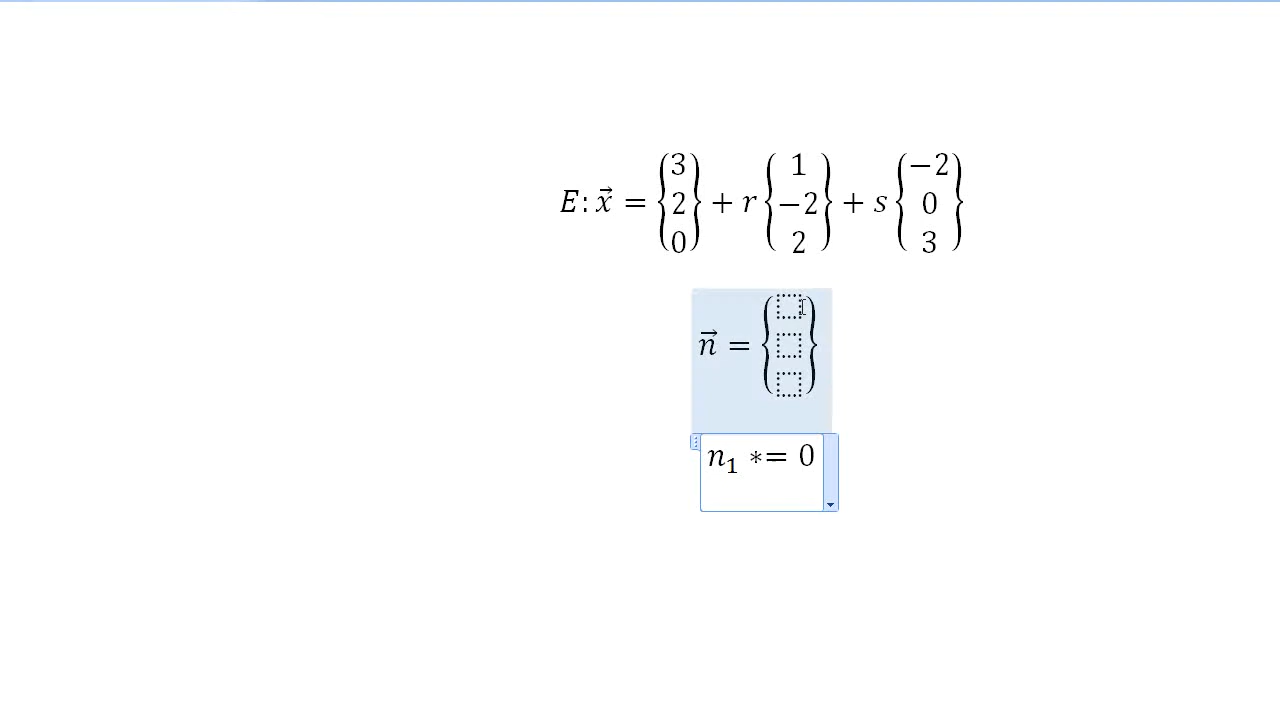 E: x⃗ = {3 2 0} + r {1 −2 2} + s {−2 0 3}
n⃗ = { }
n₁ *= 0